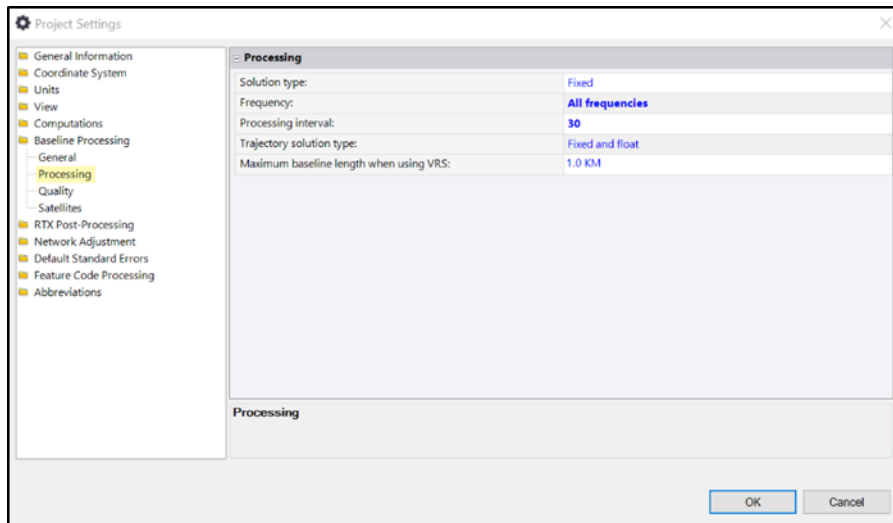 Project Settings
General Information
Coordinate System
Units
View
Computations
Baseline Processing
General
Processing
Quality
Satellites
RTX Post-Processing
Network Adjustment
Default Standard Errors
Feature Code Processing
Abbreviations
Processing
Solution type: Fixed
Frequency: All frequencies
Processing interval: 30
Trajectory solution type: Fixed and float
Maximum baseline length when using VRS: 1.0 KM
Processing
OK Cancel